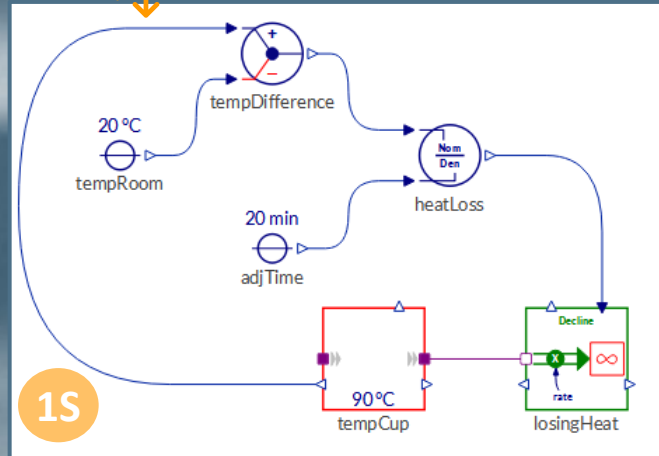 +
−
tempDifference
20 °C
tempRoom
Nom
Den
heatLoss
20 min
adjTime
Decline
X
∞
rate
90 °C
tempCup
losingHeat
1S